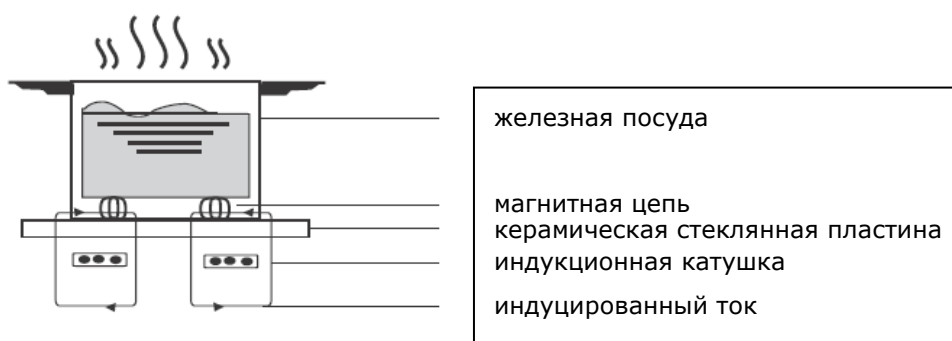 железная посуда
магнитная цепь
керамическая стеклянная пластина
индукционная катушка
индуцированный ток